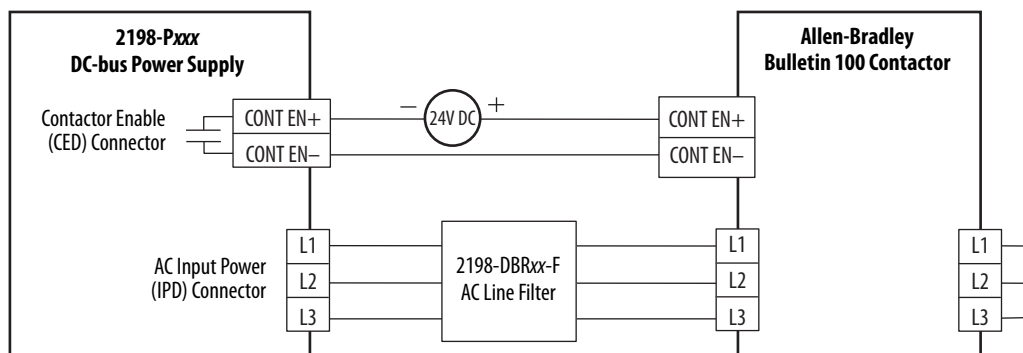 2198-Pxxx
DC-bus Power Supply
Allen-Bradley
Bulletin 100 Contactor
Contactor Enable
(CED) Connector
CONT EN+
CONT EN–
– 24V DC +
CONT EN+
CONT EN–
AC Input Power
(IPD) Connector
L1
L2
L3
2198-DBRxx-F
AC Line Filter
L1
L2
L3
L1
L2
L3